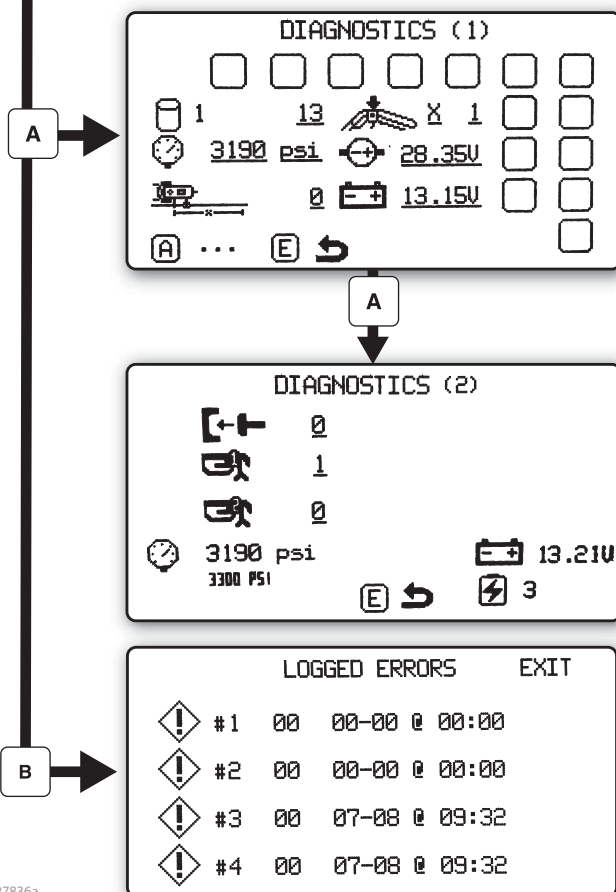 DIAGNOSTICS (1)
1 13 X 1
A
3190 psi 28.35V
0 13.15V
A ... E
A
DIAGNOSTICS (2)
0
1
0
3190 psi 13.21V
3300 PSI
E 3
LOGGED ERRORS EXIT
#1 00 00-00 @ 00:00
B
#2 00 00-00 @ 00:00
#3 00 07-08 @ 09:32
#4 00 07-08 @ 09:32